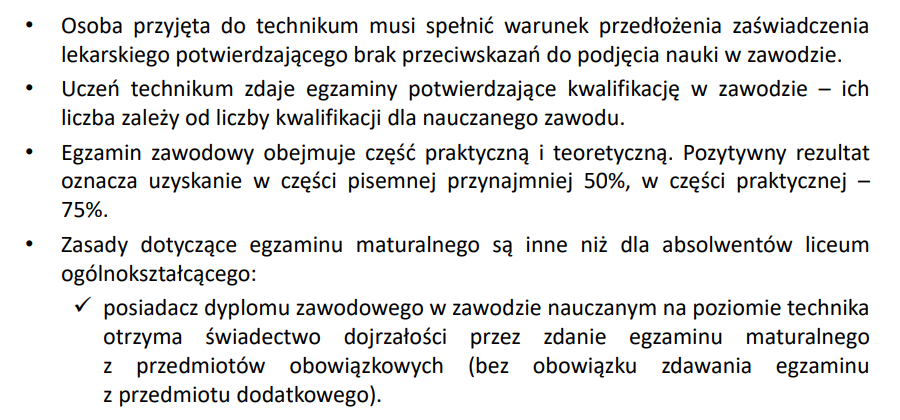 • Osoba przyjęta do technikum musi spełnić warunek przedłożenia zaświadczenia
lekarskiego potwierdzającego brak przeciwskazań do podjęcia nauki w zawodzie.
• Uczeń technikum zdaje egzaminy potwierdzające kwalifikację w zawodzie – ich
liczba zależy od liczby kwalifikacji dla nauczanego zawodu.
• Egzamin zawodowy obejmuje część praktyczną i teoretyczną. Pozytywny rezultat
oznacza uzyskanie w części pisemnej przynajmniej 50%, w części praktycznej –
75%.
• Zasady dotyczące egzaminu maturalnego są inne niż dla absolwentów liceum
ogólnokształcącego:
✓ posiadacz dyplomu zawodowego w zawodzie nauczanym na poziomie technika
otrzyma świadectwo dojrzałości przez zdanie egzaminu maturalnego
z przedmiotów obowiązkowych (bez obowiązku zdawania egzaminu
z przedmiotu dodatkowego).